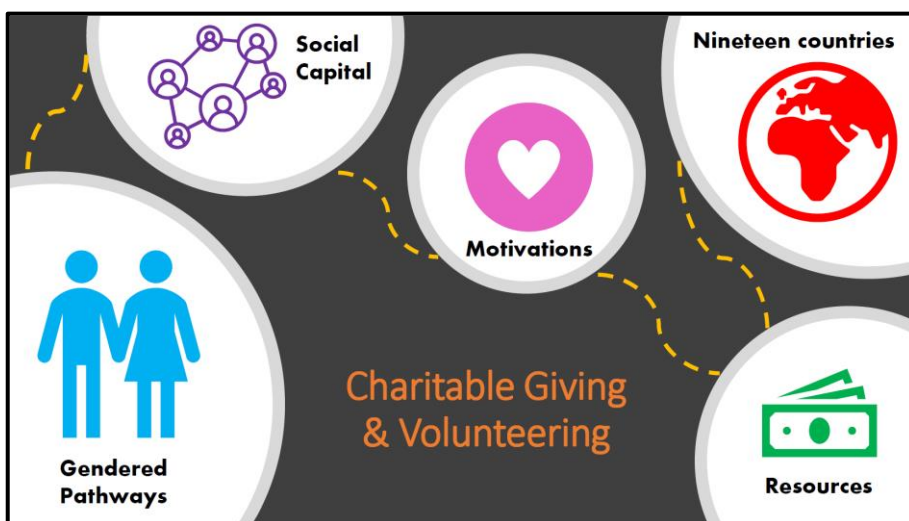 Social
Capital
Nineteen countries
Motivations
Charitable Giving
& Volunteering
Gendered
Pathways
Resources